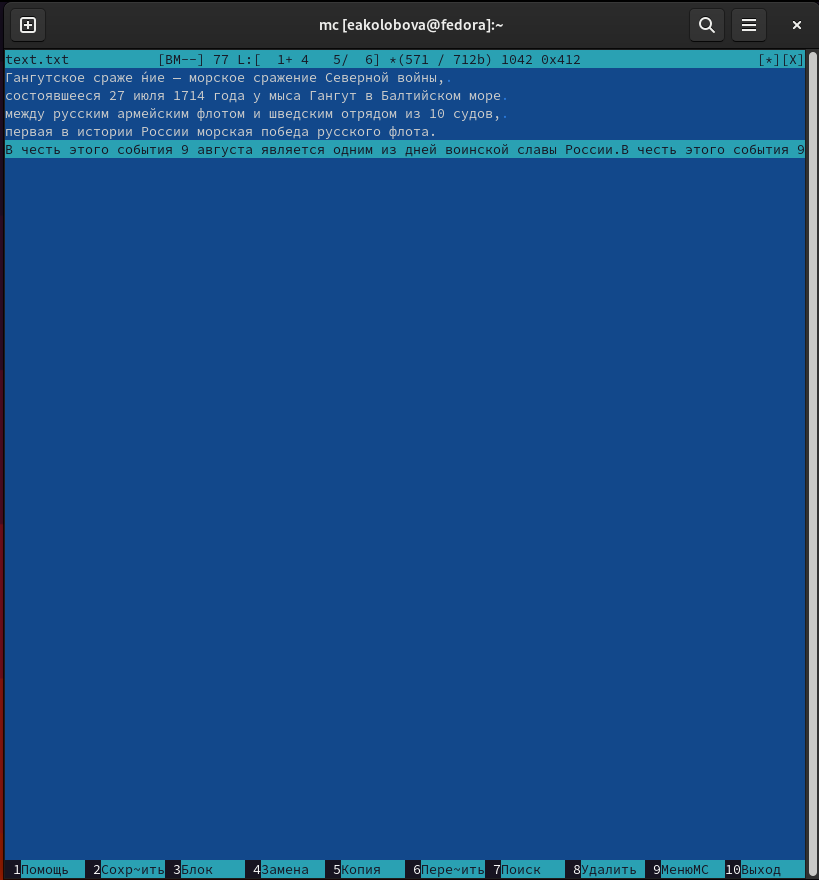 mc [eakolobova@fedora]:~
text.txt [BM--] 77 L:[ 1+ 4 5/ 6] *(571 / 712b) 1042 0x412 [*][X]
Гангутское сраже ́ние — морское сражение Северной войны,.
состоявшееся 27 июля 1714 года у мыса Гангут в Балтийском море.
между русским армейским флотом и шведским отрядом из 10 судов,.
первая в истории России морская победа русского флота.
В честь этого события 9 августа является одним из дней воинской славы России.В честь этого события 9
1Помощь 2Сохр~ить 3Блок 4Замена 5Копия 6Пере~ить 7Поиск 8Удалить 9МенюMC 10Выход